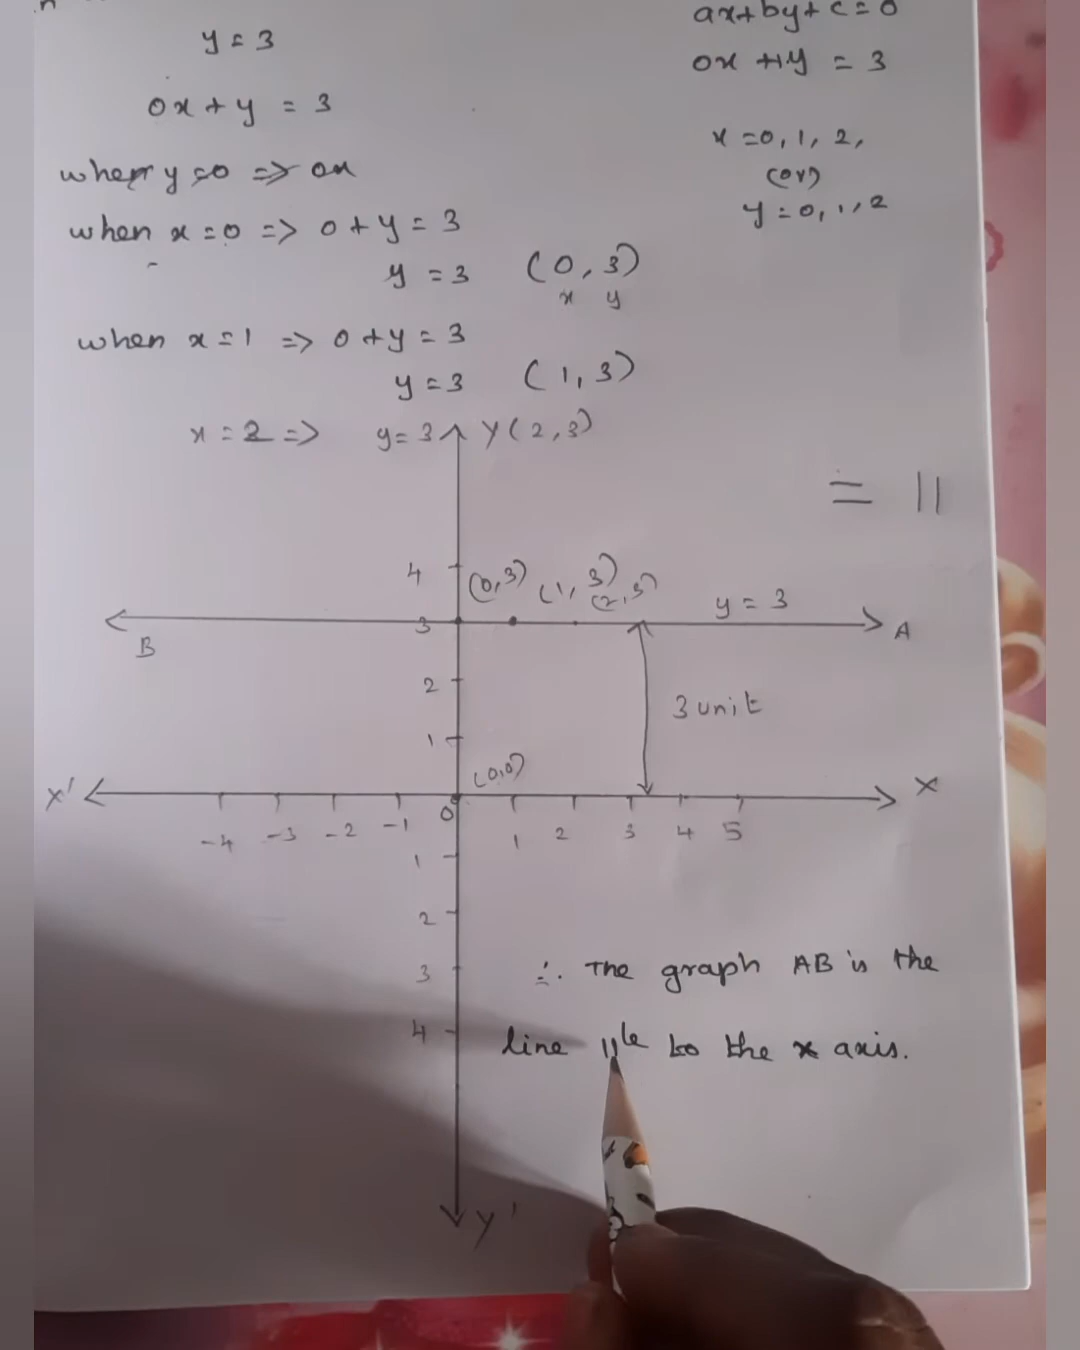 y = 3
0x + y = 3
when y = 0 => 0x
when x = 0 => 0 + y = 3
y = 3 (0, 3)
x y
when x = 1 => 0 + y = 3
y = 3 (1, 3)
x = 2 => y = 3 (2, 3)
ax + by + c = 0
0x + 1y = 3
x = 0, 1, 2,
(or)
y = 0, 1, 2
= ||
Y
4
(0,3) (1, 3) (2,3)
y = 3
3
B
A
2
3 unit
1
(0,0)
X'
X
0
-4 -3 -2 -1 1 2 3 4 5
1
2
3
4
Y'
∴ The graph AB is the
line ||le to the x axis.